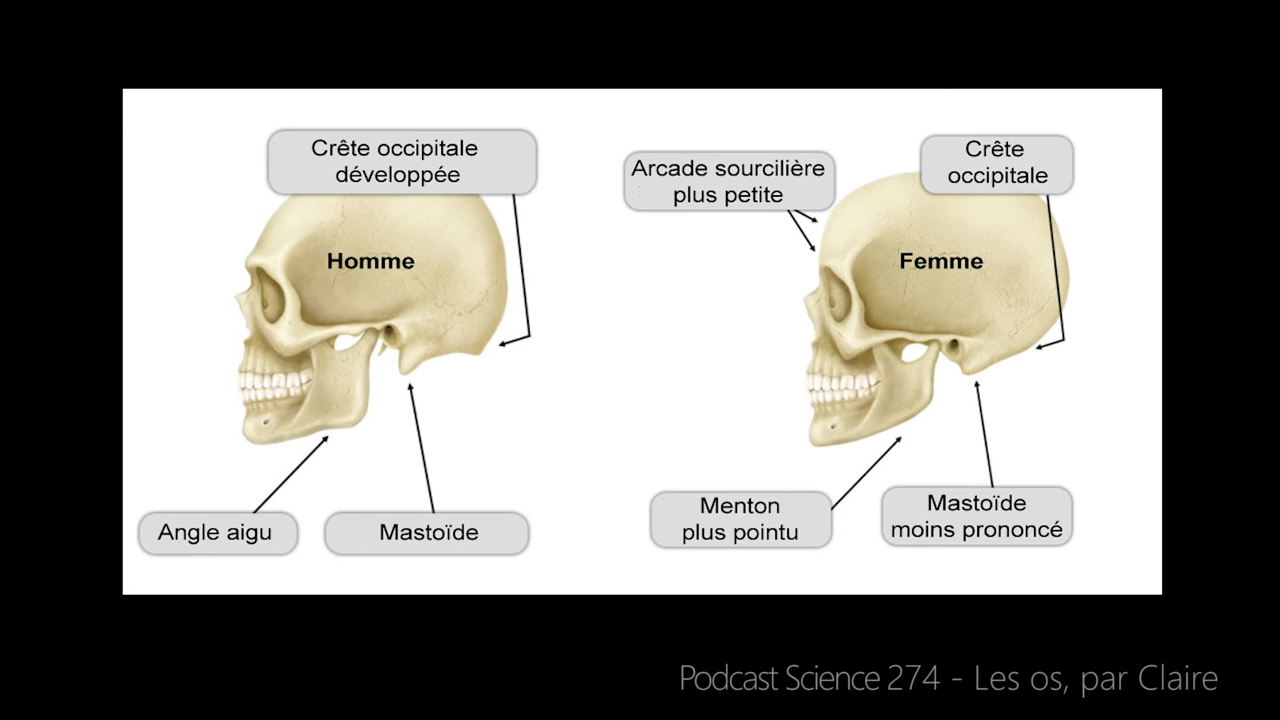 Crête occipitale
développée
Homme
Angle aigu
Mastoïde
Arcade sourcilière
plus petite
Crête
occipitale
Femme
Menton
plus pointu
Mastoïde
moins prononcé
Podcast Science 274 - Les os, par Claire